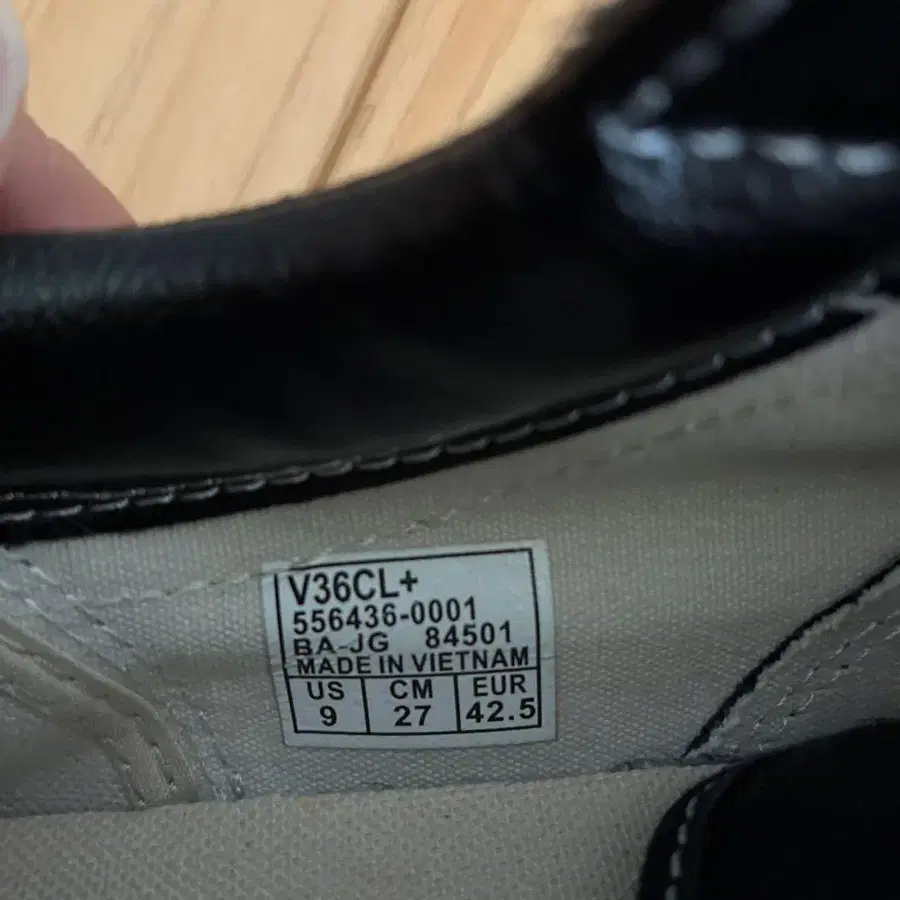 V36CL+
556436-0001
BA-JG 84501
MADE IN VIETNAM
US CM EUR
9 27 42.5